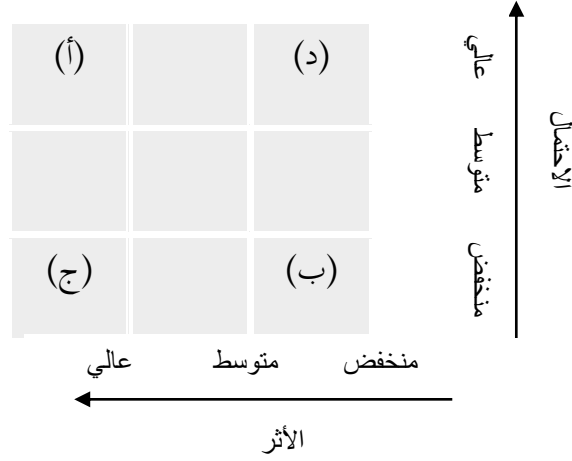 (د) (أ)
عالي
متوسط
منخفض
الاحتمال
(ب) (ج)
منخفض متوسط عالي
الأثر